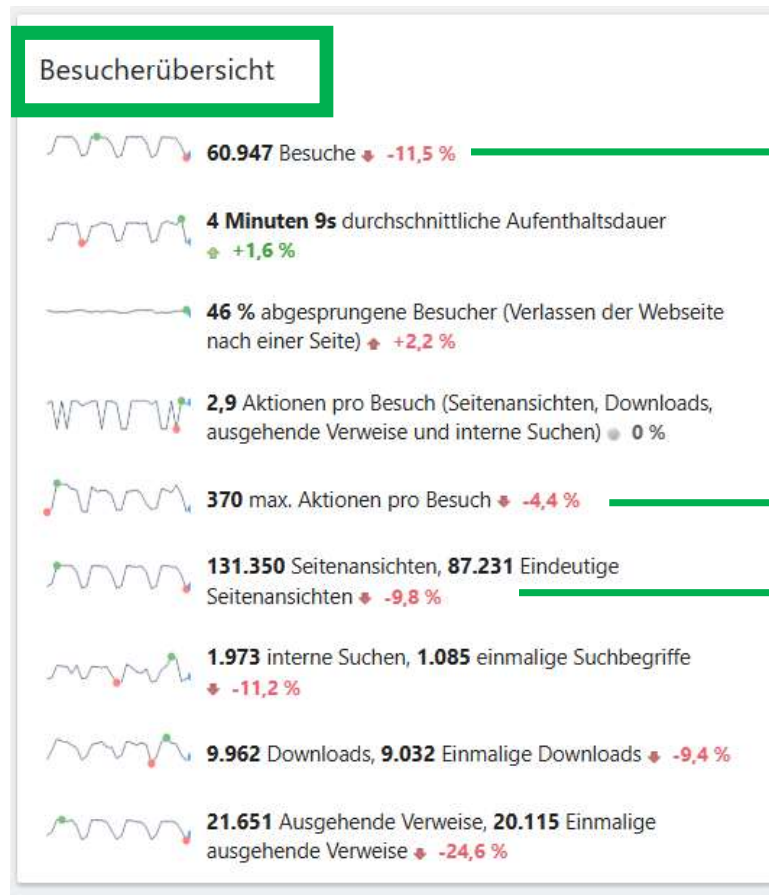 Besucherübersicht
60.947 Besuche -11,5 %
4 Minuten 9s durchschnittliche Aufenthaltsdauer
+1,6 %
46 % abgesprungene Besucher (Verlassen der Webseite
nach einer Seite) +2,2 %
2,9 Aktionen pro Besuch (Seitenansichten, Downloads,
ausgehende Verweise und interne Suchen) 0 %
370 max. Aktionen pro Besuch -4,4 %
131.350 Seitenansichten, 87.231 Eindeutige
Seitenansichten -9,8 %
1.973 interne Suchen, 1.085 einmalige Suchbegriffe
-11,2 %
9.962 Downloads, 9.032 Einmalige Downloads -9,4 %
21.651 Ausgehende Verweise, 20.115 Einmalige
ausgehende Verweise -24,6 %